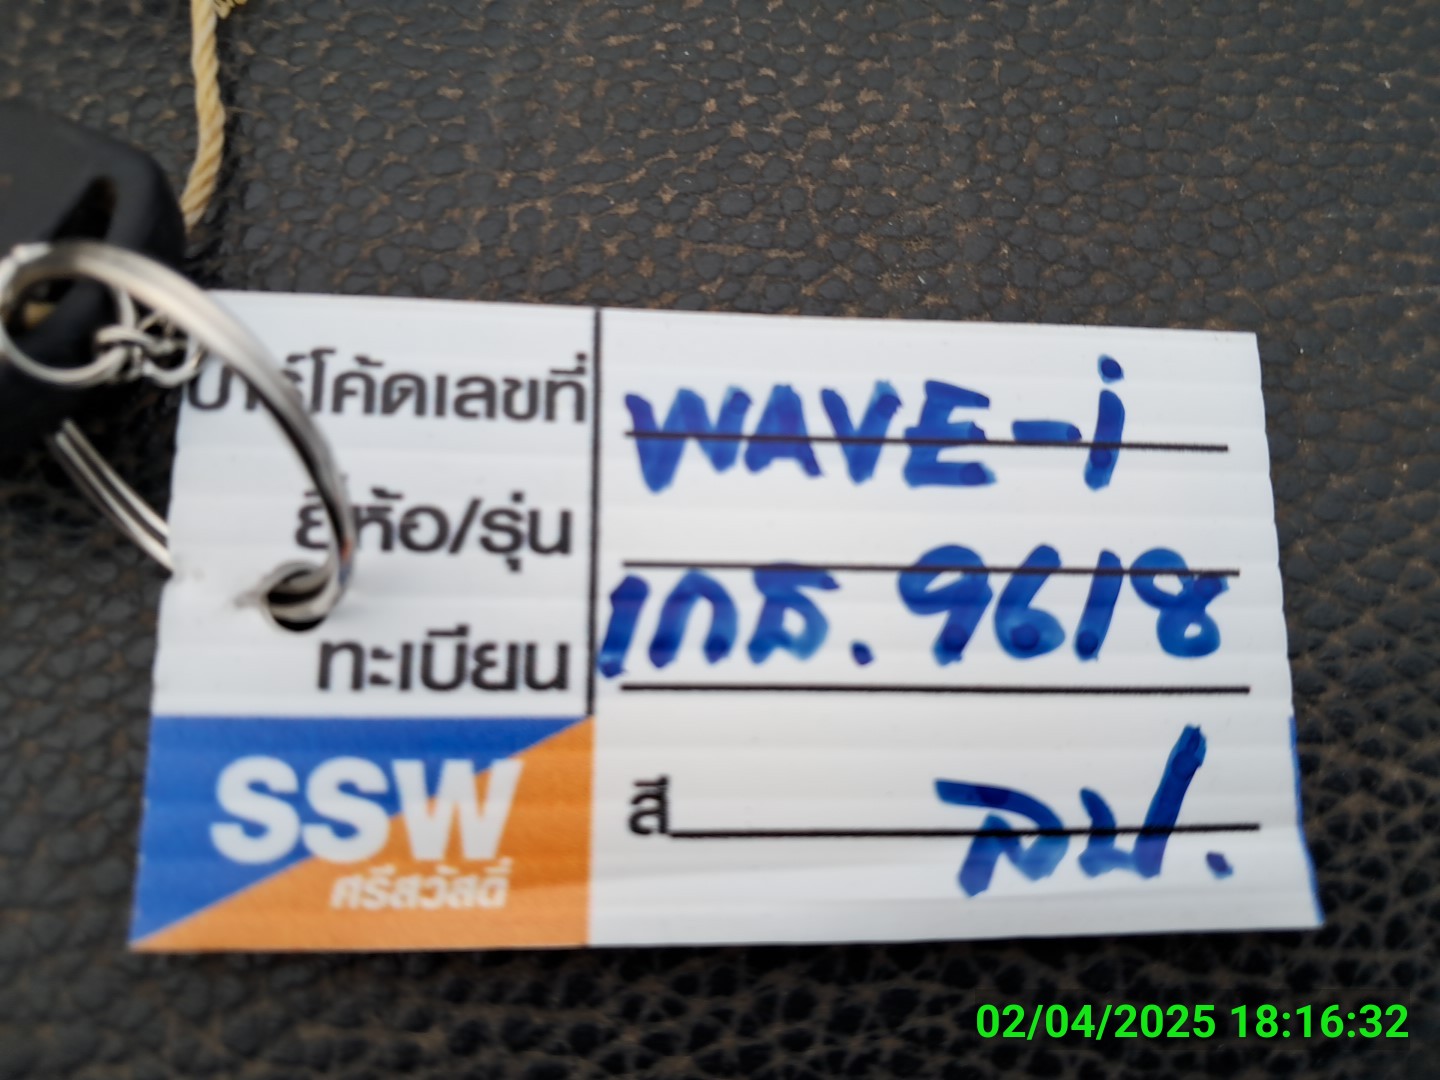 บาร์โค้ดเลขที่ WAVE-i
ยี่ห้อ/รุ่น
ทะเบียน 1กธ. 9618
SSW
ศรีสวัสดิ์
สี ลป.
02/04/2025 18:16:32